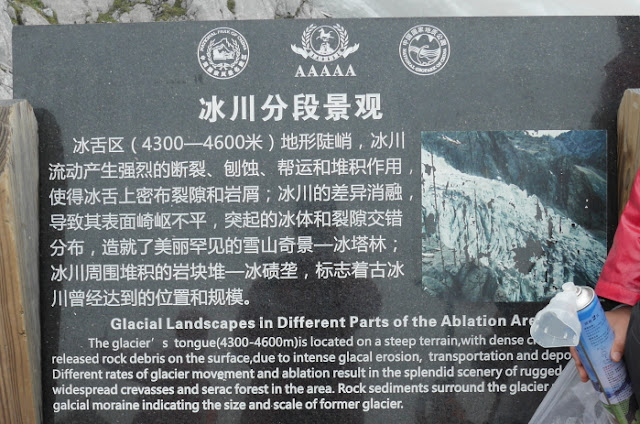 AAAAA
冰川分段景观
冰舌区（4300—4600米）地形陡峭，冰川
流动产生强烈的断裂、刨蚀、帮运和堆积作用，
使得冰舌上密布裂隙和岩屑；冰川的差异消融，
导致其表面崎岖不平，突起的冰体和裂隙交错
分布，造就了美丽罕见的雪山奇景—冰塔林；
冰川周围堆积的岩块堆—冰碛垄，标志着古冰
川曾经达到的位置和规模。
Glacial Landscapes in Different Parts of the Ablation Are
The glacier's tongue(4300-4600m)is located on a steep terrain,with dense
released rock debris on the surface,due to intense glacal erosion, transportation and
Different rates of glacier movement and ablation result in the splendid scenery of rugged
widespread crevasses and serac forest in the area. Rock sediments surround the glacier
galcial moraine indicating the size and scale of former glacier.